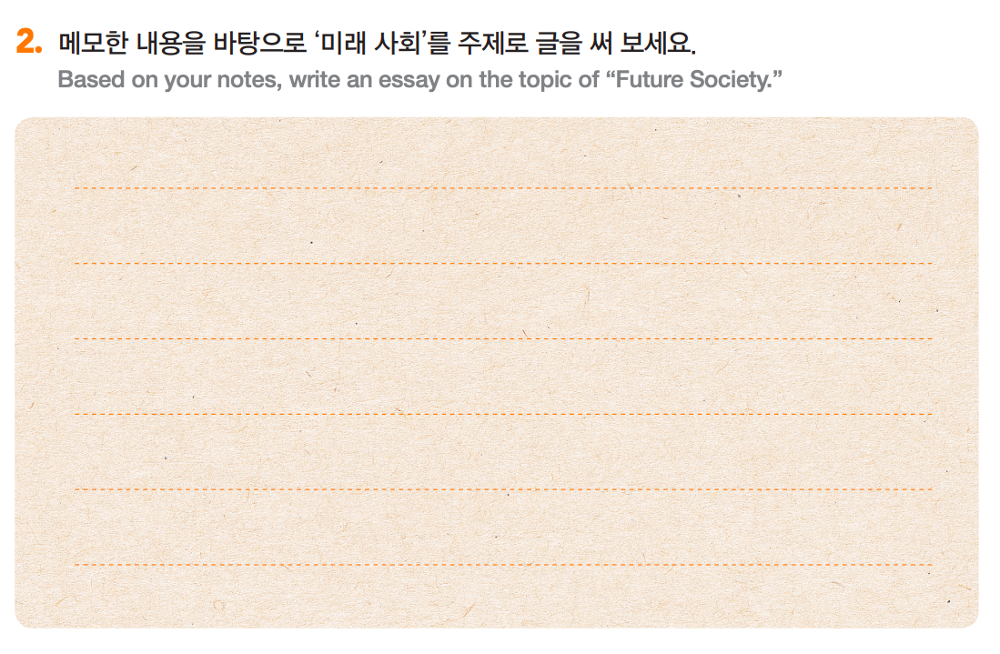 2. 메모한 내용을 바탕으로 ‘미래 사회’를 주제로 글을 써 보세요.
Based on your notes, write an essay on the topic of “Future Society.”